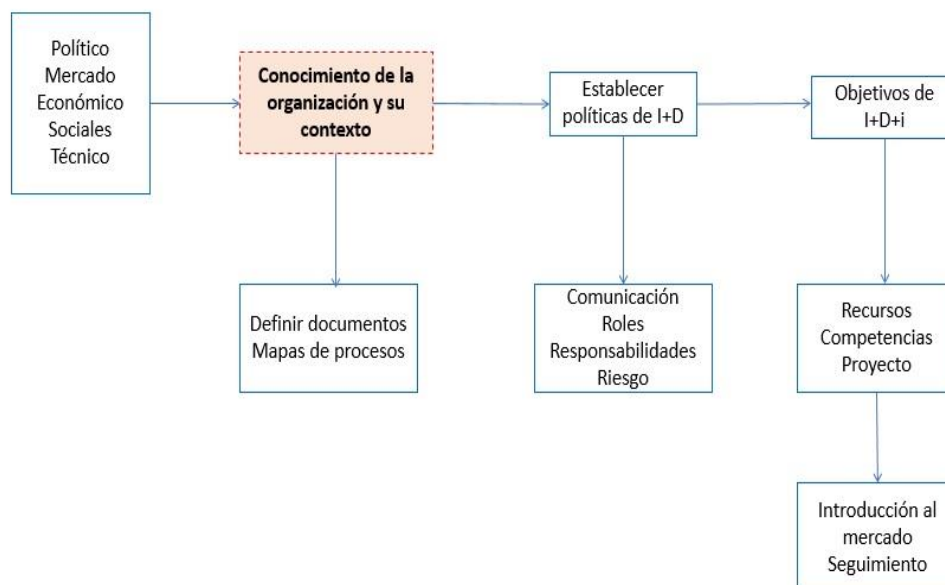 Político
Mercado
Económico
Sociales
Técnico
Conocimiento de la
organización y su
contexto
Establecer
políticas de I+D
Objetivos de
I+D+i
Definir documentos
Mapas de procesos
Comunicación
Roles
Responsabilidades
Riesgo
Recursos
Competencias
Proyecto
Introducción al
mercado
Seguimiento